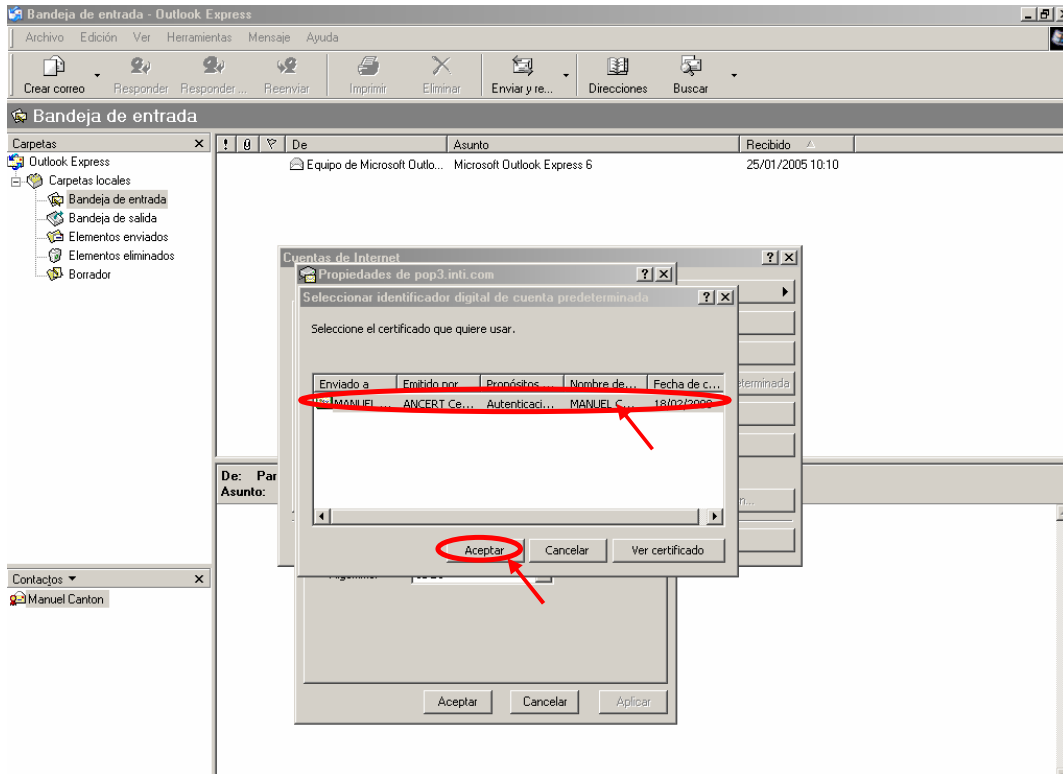 Bandeja de entrada - Outlook Express
Archivo Edición Ver Herramientas Mensaje Ayuda
Crear correo Responder Responder ... Reenviar Imprimir Eliminar Enviar y re... Direcciones Buscar
Bandeja de entrada
Carpetas
Outlook Express
Carpetas locales
Bandeja de entrada
Bandeja de salida
Elementos enviados
Elementos eliminados
Borrador
! De Asunto Recibido
Equipo de Microsoft Outlo... Microsoft Outlook Express 6 25/01/2005 10:10
Cuentas de Internet
Propiedades de pop3.inti.com
Seleccionar identificador digital de cuenta predeterminada
Seleccione el certificado que quiere usar.
Enviado a Emitido por Propósitos ... Nombre de... Fecha de c...
MANUEL ... ANCERT Ce... Autenticaci... MANUEL C...
Aceptar Cancelar Ver certificado
Aceptar Cancelar Aplicar
De: Par
Asunto:
Contactos
Manuel Canton